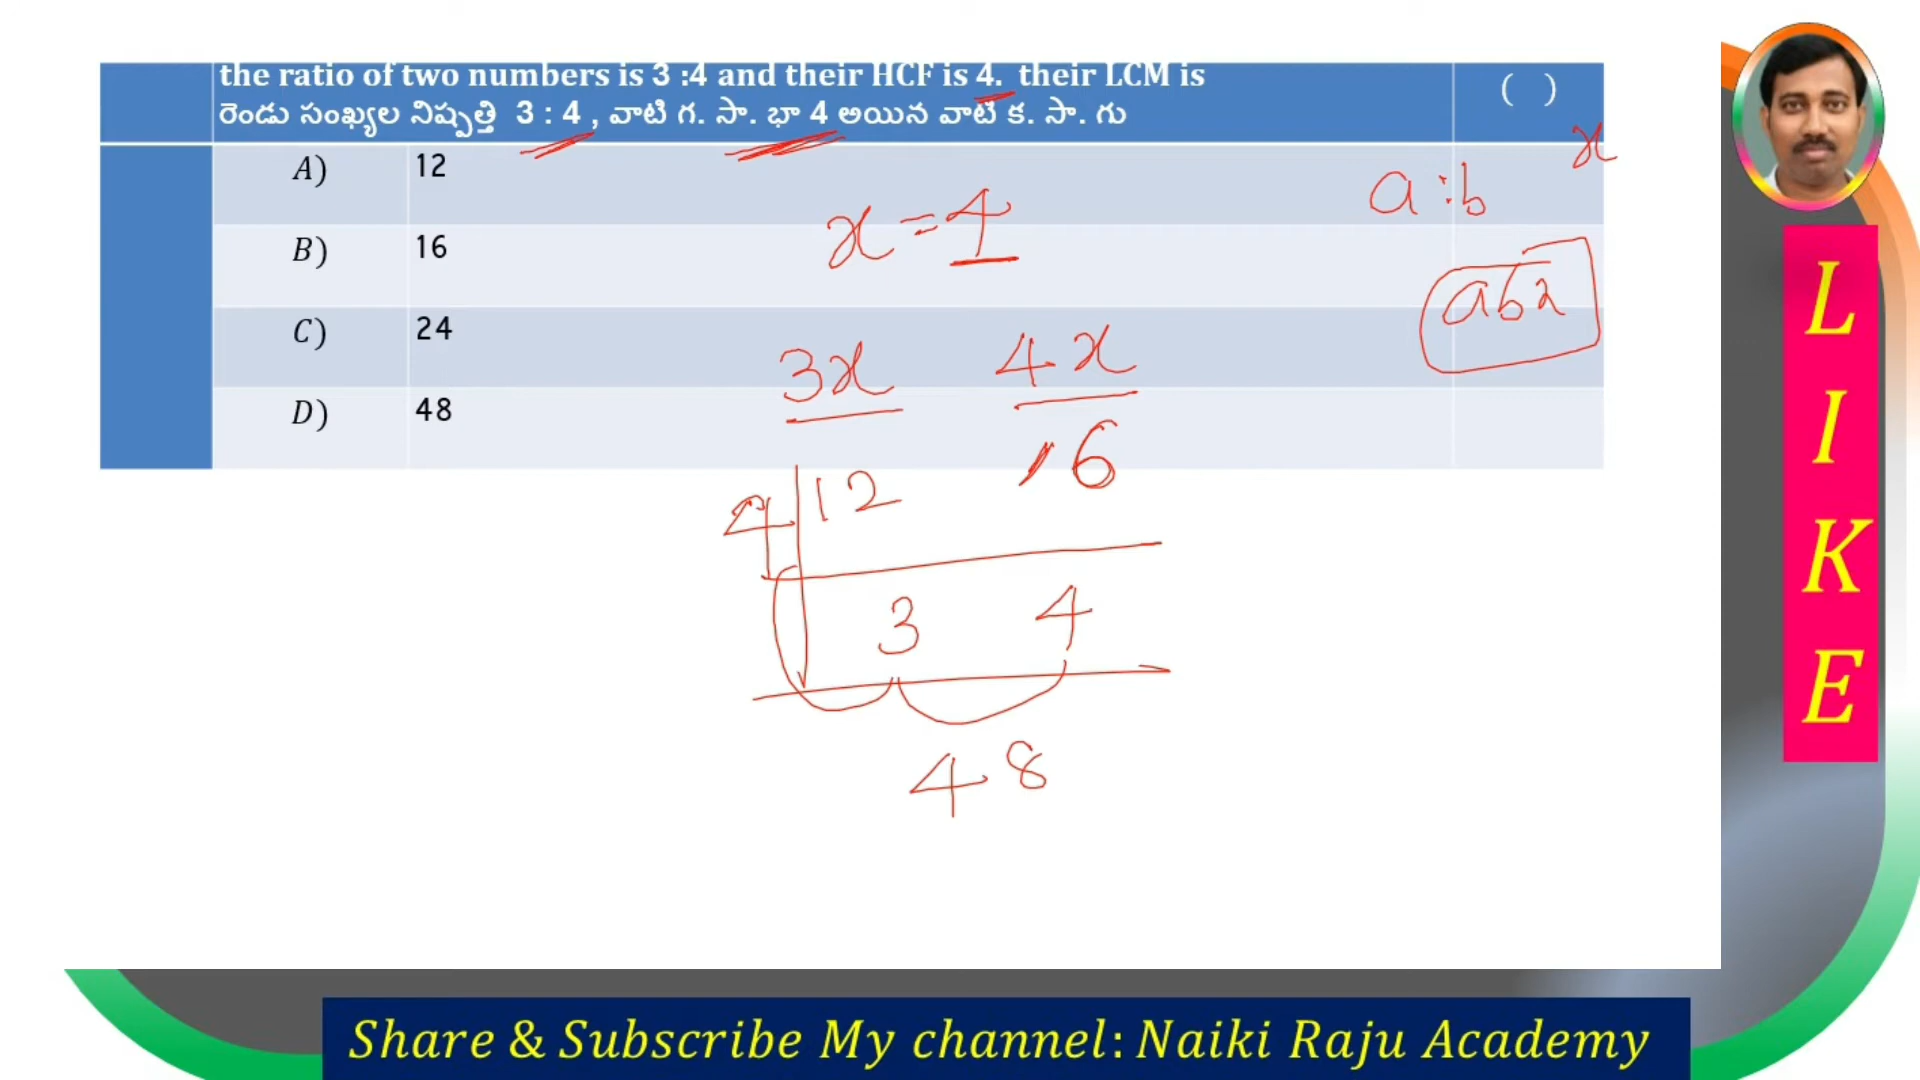 the ratio of two numbers is 3 :4 and their HCF is 4. their LCM is ( )
రెండు సంఖ్యల నిష్పత్తి 3 : 4 , వాటి గ. సా. భా 4 అయిన వాటి క. సా. గు
A) 12
B) 16
C) 24
D) 48
x
a : b
x = 4
abx
3x 4x
4 12 16
3 4
48
L
I
K
E
Share & Subscribe My channel: Naiki Raju Academy